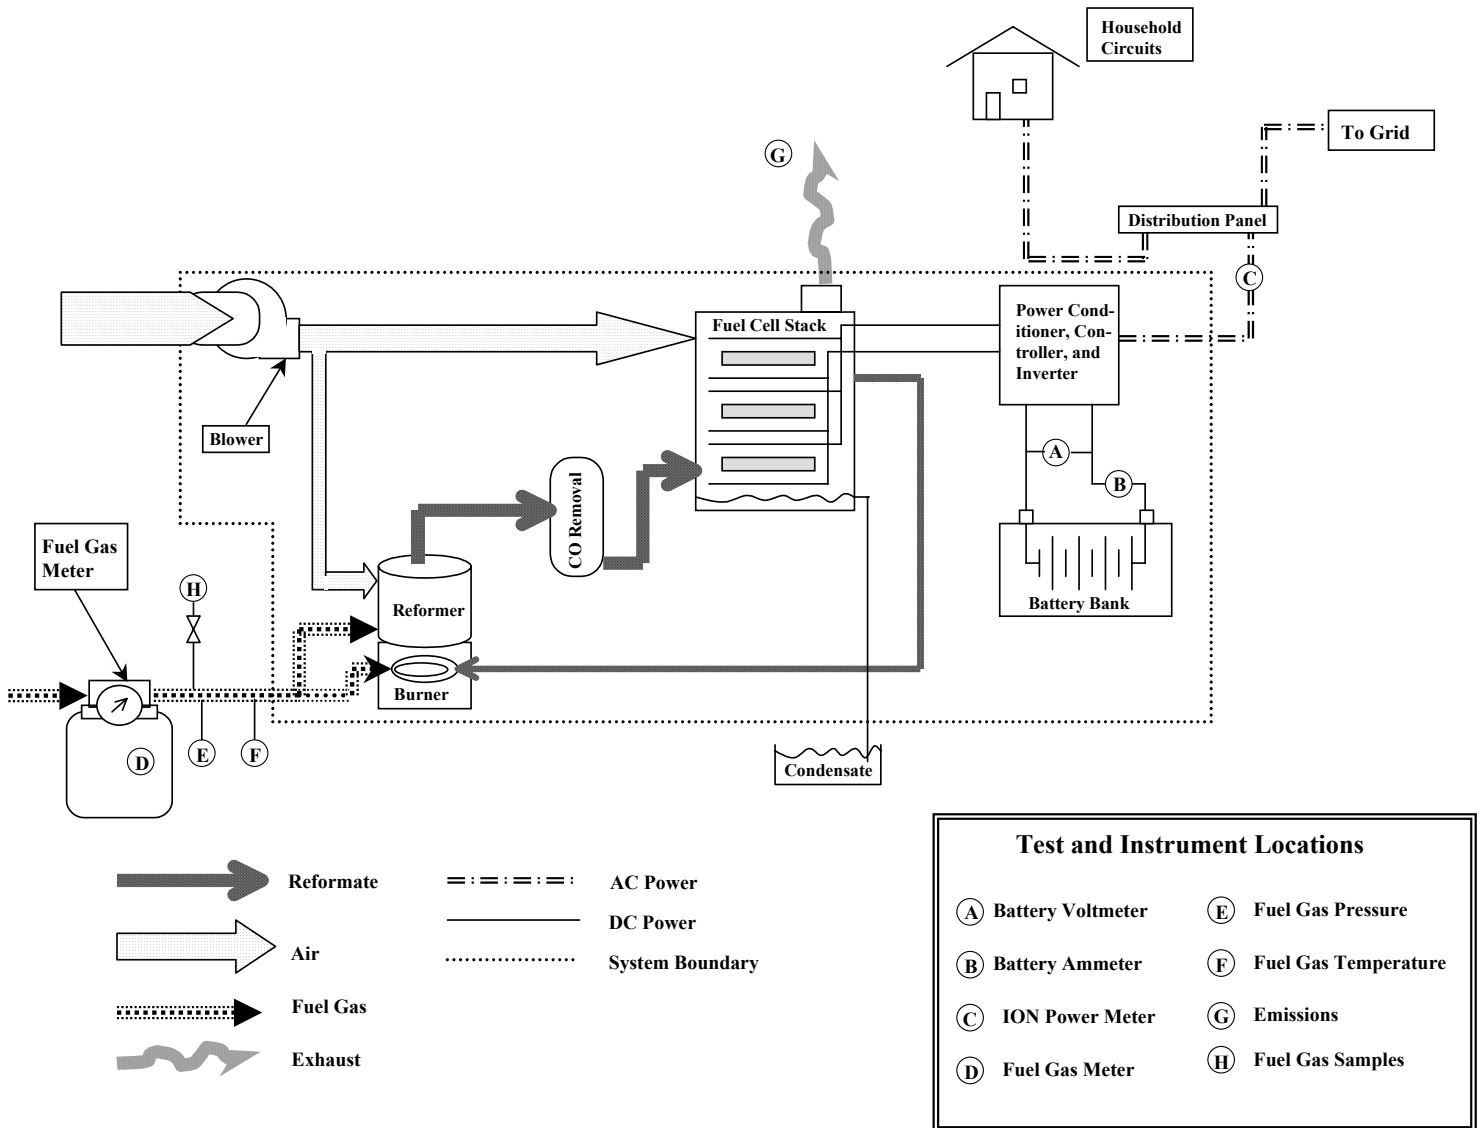 Household
Circuits
To Grid
G
Distribution Panel
C
Fuel Cell Stack
Power Cond-
itioner, Con-
troller, and
Inverter
Blower
A
B
CO Removal
Fuel Gas
Meter
H
Reformer
Battery Bank
Burner
D
E
F
Condensate
Reformate
Air
Fuel Gas
Exhaust
AC Power
DC Power
System Boundary
Test and Instrument Locations
A Battery Voltmeter
B Battery Ammeter
C ION Power Meter
D Fuel Gas Meter
E Fuel Gas Pressure
F Fuel Gas Temperature
G Emissions
H Fuel Gas Samples